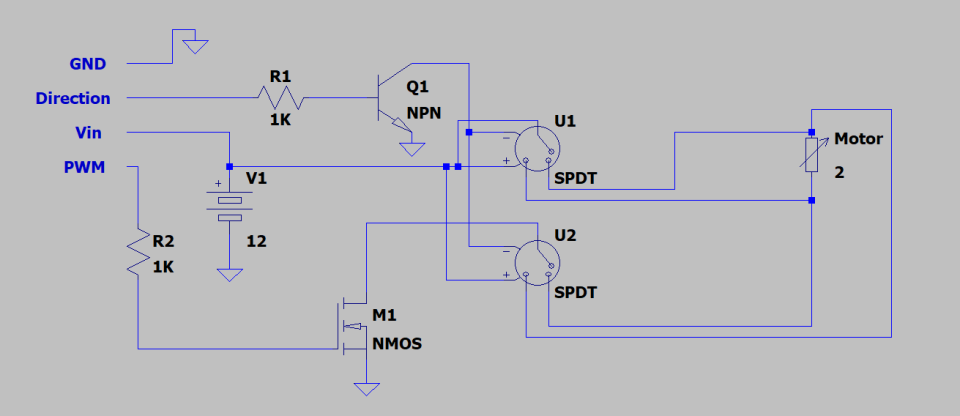 GND
Direction
Vin
PWM
R1
1K
Q1
NPN
U1
SPDT
Motor
2
V1
12
R2
1K
U2
SPDT
M1
NMOS